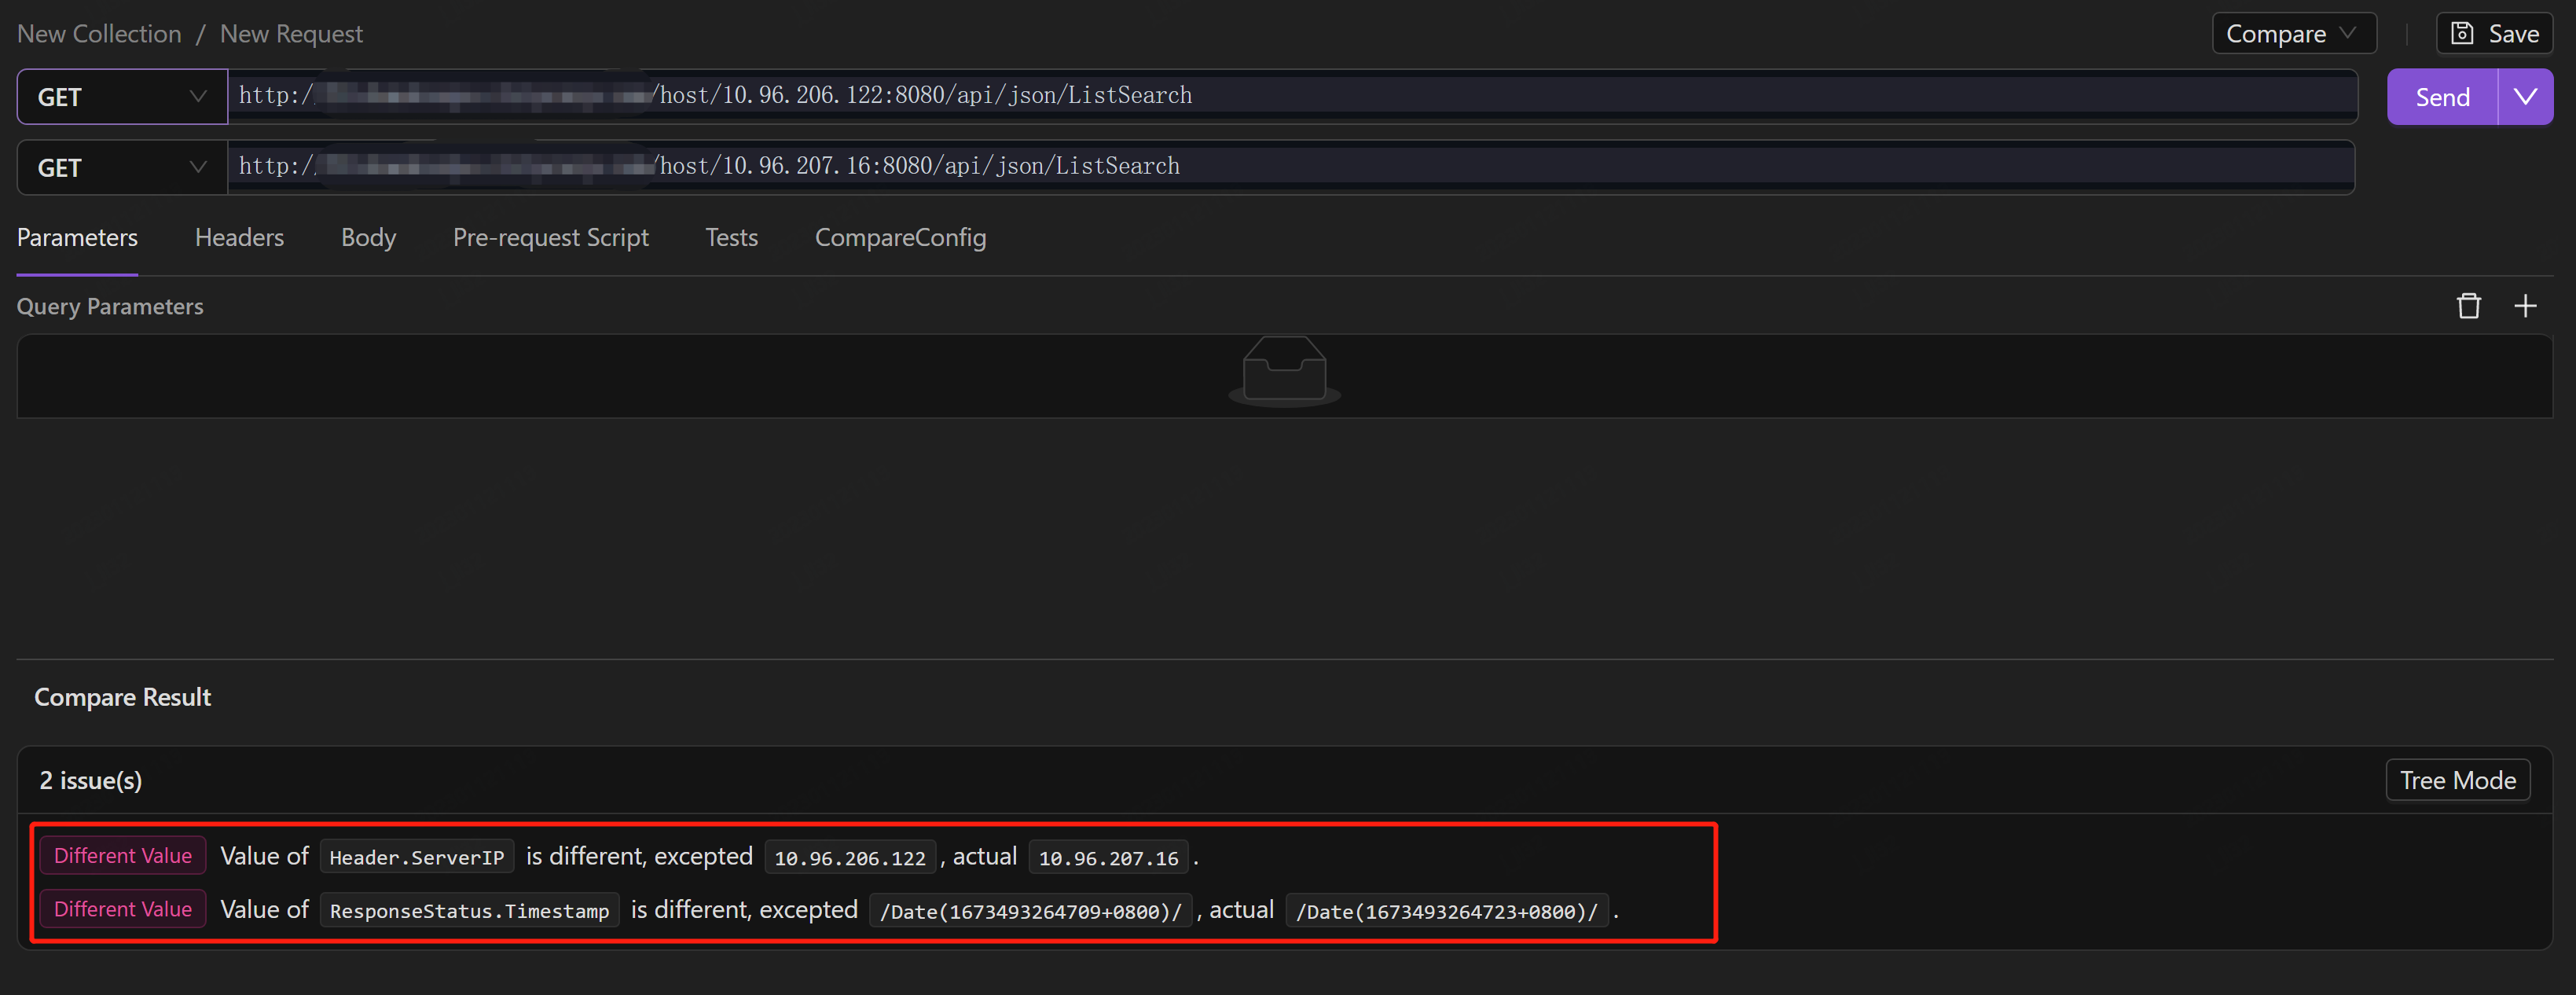 New Collection / New Request
Compare
Save
GET http:/ /host/10.96.206.122:8080/api/json/ListSearch
Send
GET http:/ /host/10.96.207.16:8080/api/json/ListSearch
Parameters Headers Body Pre-request Script Tests CompareConfig
Query Parameters
Compare Result
2 issue(s)
Tree Mode
Different Value Value of Header.ServerIP is different, excepted 10.96.206.122 , actual 10.96.207.16 .
Different Value Value of ResponseStatus.Timestamp is different, excepted /Date(1673493264709+0800)/ , actual /Date(1673493264723+0800)/ .